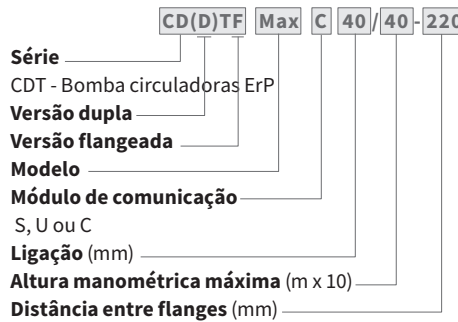 CD(D)TF Max C 40/40-220
Série
CDT - Bomba circuladoras ErP
Versão dupla
Versão flangeada
Modelo
Módulo de comunicação
S, U ou C
Ligação (mm)
Altura manométrica máxima (m x 10)
Distância entre flanges (mm)